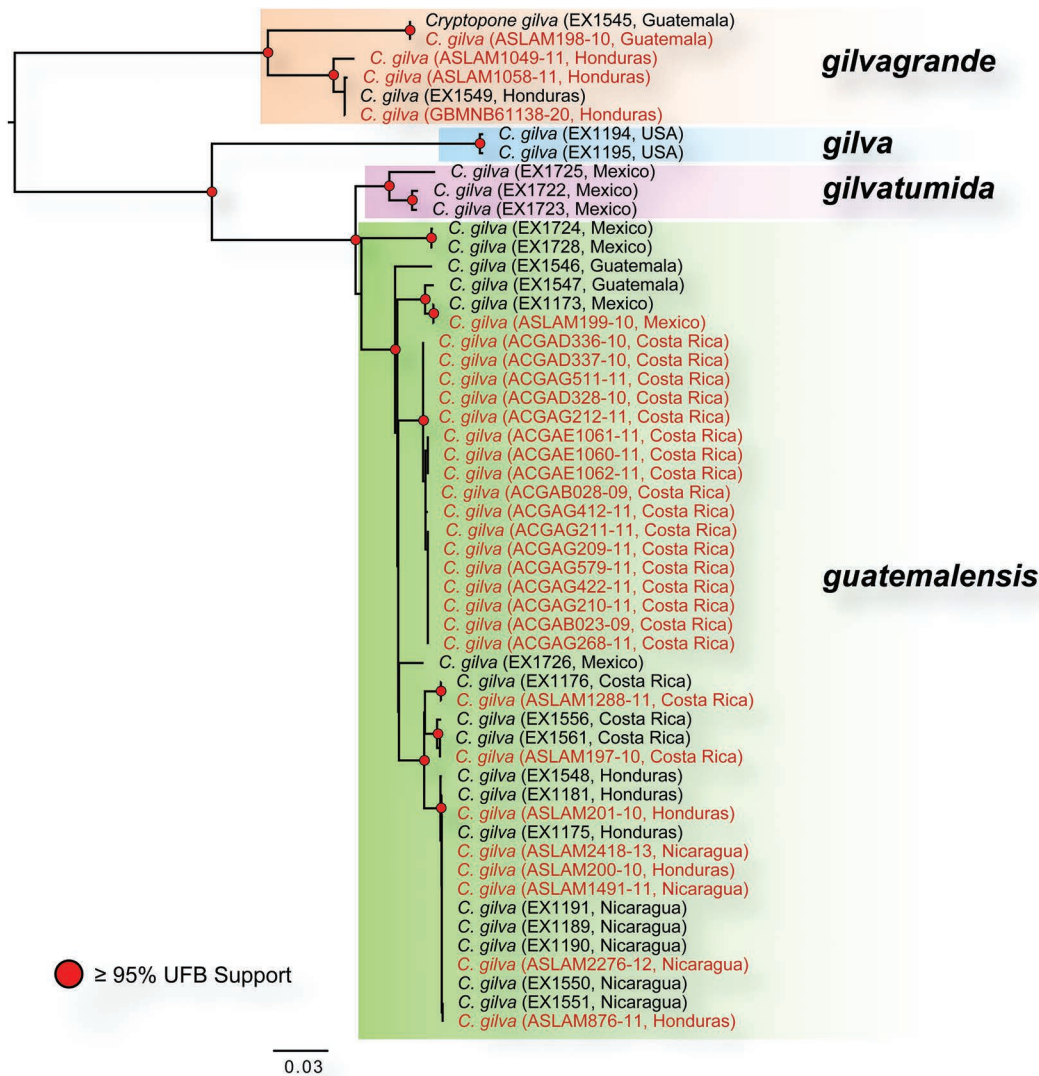 Cryptopone gilva (EX1545, Guatemala)
C. gilva (ASLAM198-10, Guatemala)
C. gilva (ASLAM1049-11, Honduras)
C. gilva (ASLAM1058-11, Honduras)
C. gilva (EX1549, Honduras)
C. gilva (GBMNB61138-20, Honduras)
gilvagrande
C. gilva (EX1194, USA)
C. gilva (EX1195, USA)
gilva
C. gilva (EX1725, Mexico)
C. gilva (EX1722, Mexico)
C. gilva (EX1723, Mexico)
gilvatumida
C. gilva (EX1724, Mexico)
C. gilva (EX1728, Mexico)
C. gilva (EX1546, Guatemala)
C. gilva (EX1547, Guatemala)
C. gilva (EX1173, Mexico)
C. gilva (ASLAM199-10, Mexico)
C. gilva (ACGAD336-10, Costa Rica)
C. gilva (ACGAD337-10, Costa Rica)
C. gilva (ACGAG511-11, Costa Rica)
C. gilva (ACGAD328-10, Costa Rica)
C. gilva (ACGAG212-11, Costa Rica)
C. gilva (ACGAE1061-11, Costa Rica)
C. gilva (ACGAE1060-11, Costa Rica)
C. gilva (ACGAE1062-11, Costa Rica)
C. gilva (ACGAB028-09, Costa Rica)
C. gilva (ACGAG412-11, Costa Rica)
C. gilva (ACGAG211-11, Costa Rica)
C. gilva (ACGAG209-11, Costa Rica)
C. gilva (ACGAG579-11, Costa Rica)
C. gilva (ACGAG422-11, Costa Rica)
C. gilva (ACGAG210-11, Costa Rica)
C. gilva (ACGAB023-09, Costa Rica)
C. gilva (ACGAG268-11, Costa Rica)
C. gilva (EX1726, Mexico)
C. gilva (EX1176, Costa Rica)
C. gilva (ASLAM1288-11, Costa Rica)
C. gilva (EX1556, Costa Rica)
C. gilva (EX1561, Costa Rica)
C. gilva (ASLAM197-10, Costa Rica)
C. gilva (EX1548, Honduras)
C. gilva (EX1181, Honduras)
C. gilva (ASLAM201-10, Honduras)
C. gilva (EX1175, Honduras)
C. gilva (ASLAM2418-13, Nicaragua)
C. gilva (ASLAM200-10, Honduras)
C. gilva (ASLAM1491-11, Nicaragua)
C. gilva (EX1191, Nicaragua)
C. gilva (EX1189, Nicaragua)
C. gilva (EX1190, Nicaragua)
C. gilva (ASLAM2276-12, Nicaragua)
C. gilva (EX1550, Nicaragua)
C. gilva (EX1551, Nicaragua)
C. gilva (ASLAM876-11, Honduras)
guatemalensis
≥ 95% UFB Support
0.03